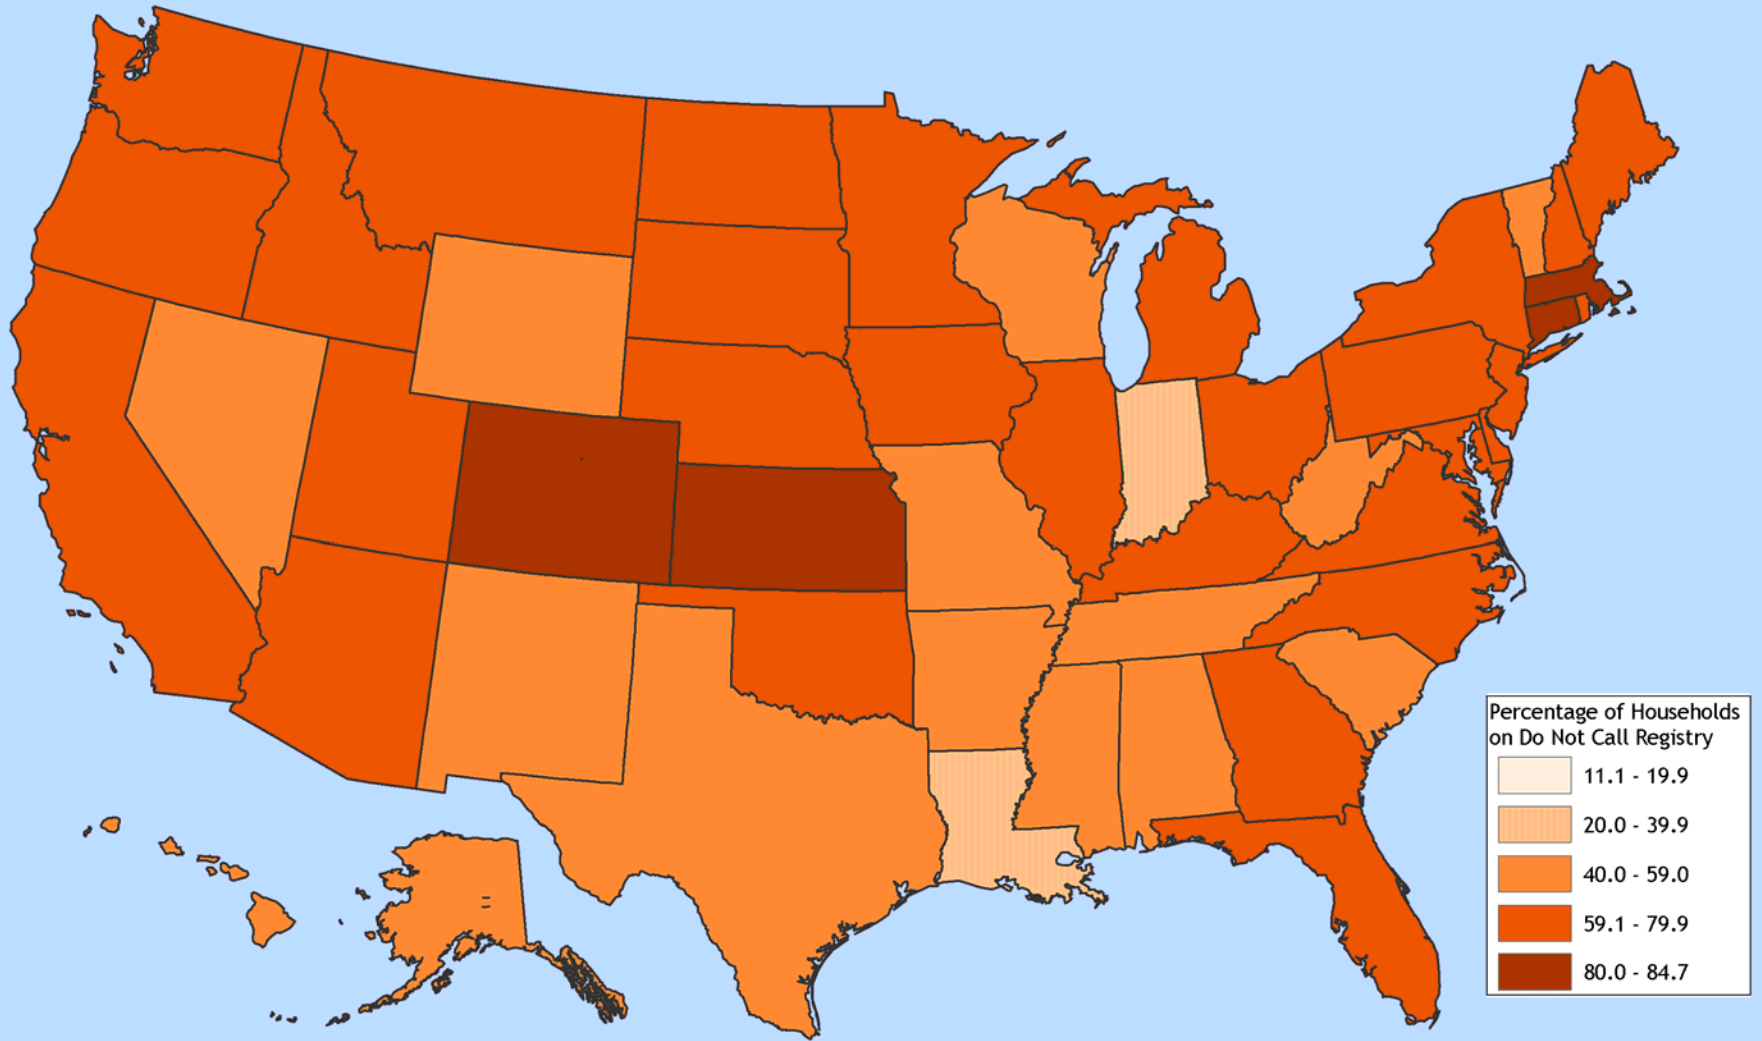 Percentage of Households
on Do Not Call Registry
11.1 - 19.9
20.0 - 39.9
40.0 - 59.0
59.1 - 79.9
80.0 - 84.7